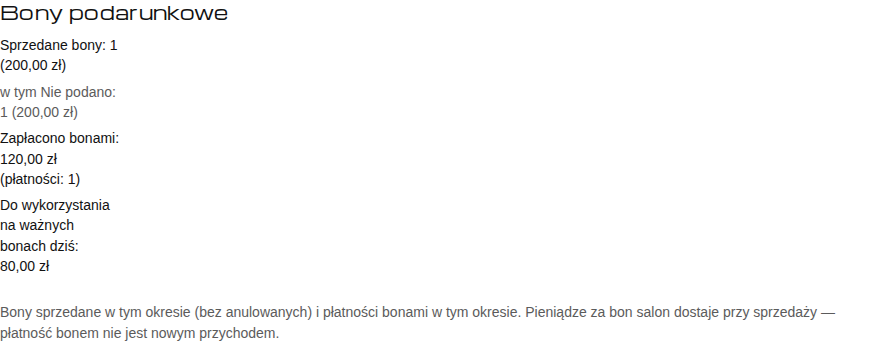 Bony podarunkowe
Sprzedane bony: 1
(200,00 zł)
w tym Nie podano:
1 (200,00 zł)
Zapłacono bonami:
120,00 zł
(płatności: 1)
Do wykorzystania
na ważnych
bonach dziś:
80,00 zł
Bony sprzedane w tym okresie (bez anulowanych) i płatności bonami w tym okresie. Pieniądze za bon salon dostaje przy sprzedaży —
płatność bonem nie jest nowym przychodem.